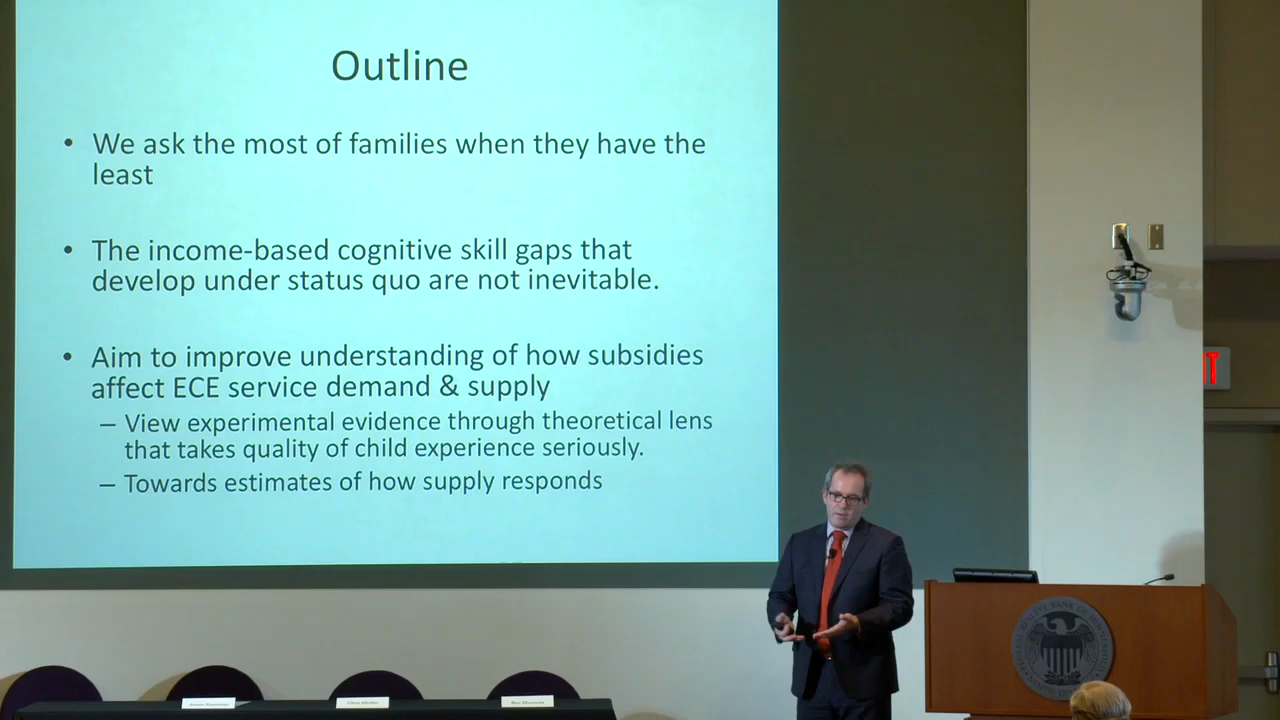 Outline
• We ask the most of families when they have the
least
• The income-based cognitive skill gaps that
develop under status quo are not inevitable.
• Aim to improve understanding of how subsidies
affect ECE service demand & supply
– View experimental evidence through theoretical lens
that takes quality of child experience seriously.
– Towards estimates of how supply responds
IT